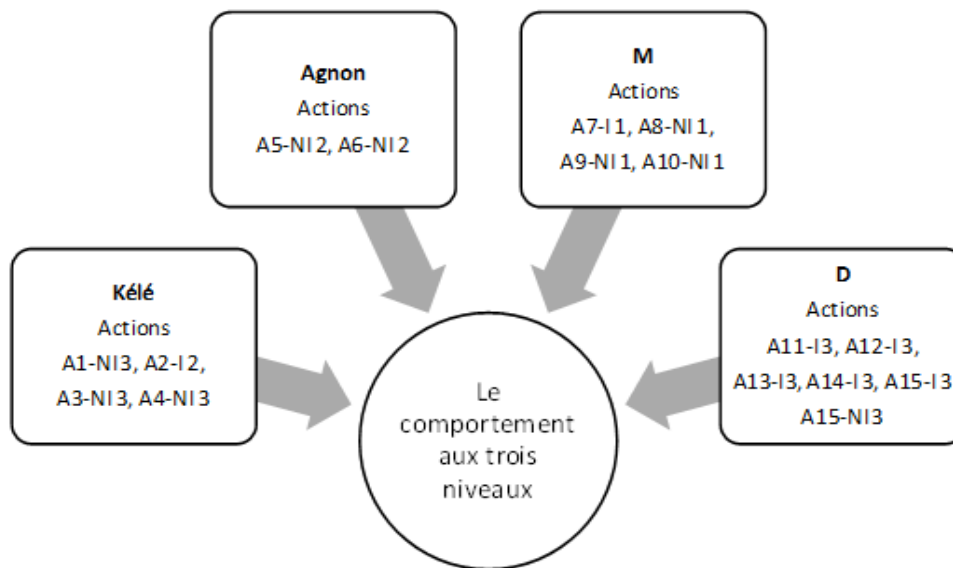 Agnon
Actions
A5-NI2, A6-NI2
M
Actions
A7-I1, A8-NI1,
A9-NI1, A10-NI1
Kélé
Actions
A1-NI3, A2-I2,
A3-NI3, A4-NI3
D
Actions
A11-I3, A12-I3,
A13-I3, A14-I3, A15-I3
A15-NI3
Le
comportement
aux trois
niveaux